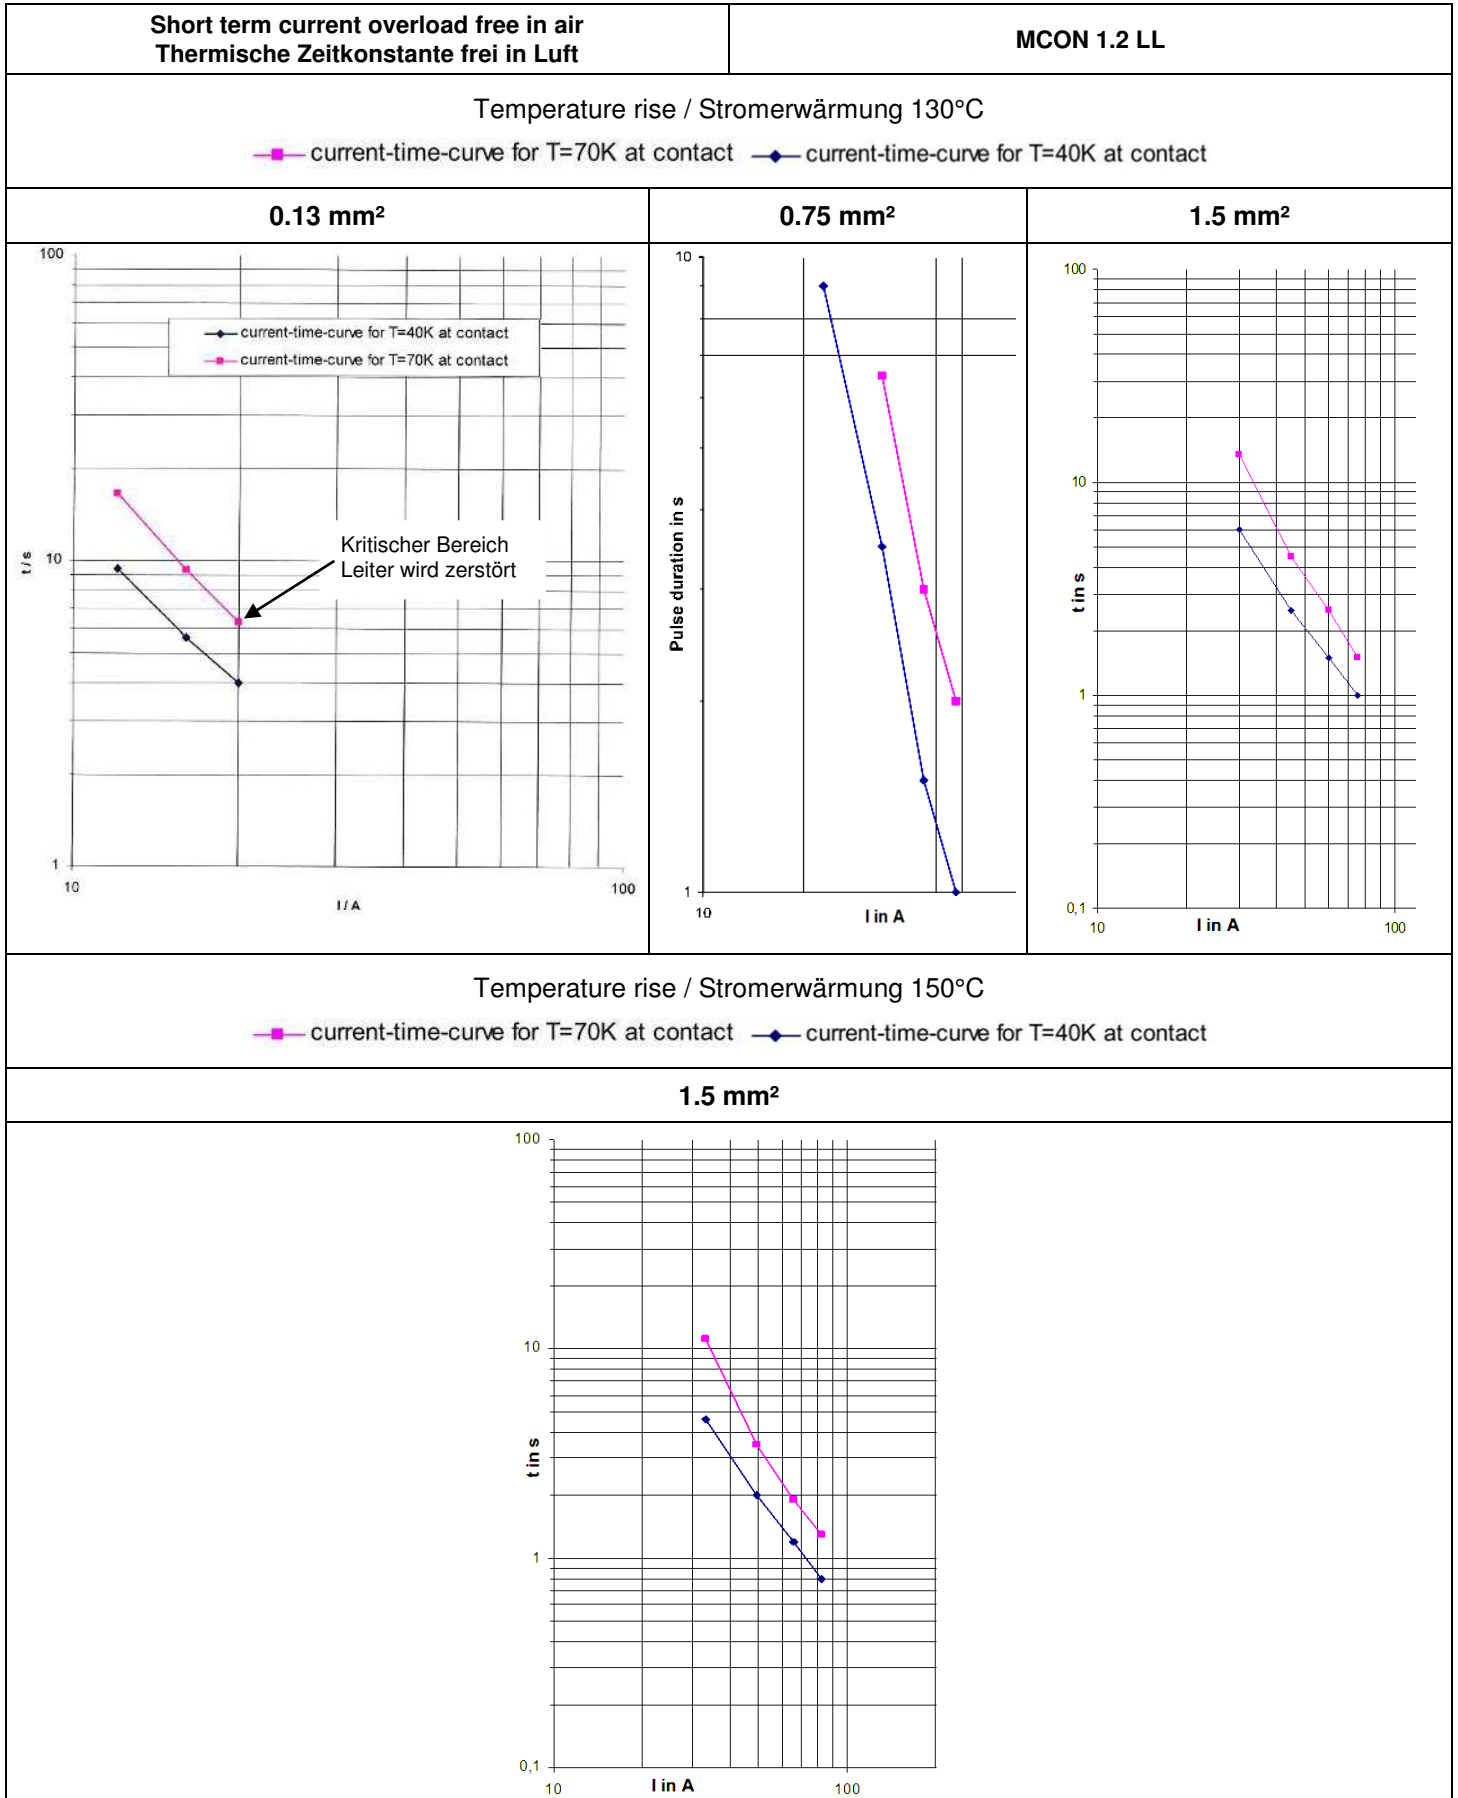 Short term current overload free in air
Thermische Zeitkonstante frei in Luft
MCON 1.2 LL
Temperature rise / Stromerwärmung 130°C
current-time-curve for T=70K at contact
current-time-curve for T=40K at contact
0.13 mm²
0.75 mm²
1.5 mm²
100
current-time-curve for T=40K at contact
current-time-curve for T=70K at contact
t / s
10
Kritischer Bereich
Leiter wird zerstört
1
10
100
I / A
10
Pulse duration in s
1
10
I in A
100
10
t in s
1
0,1
10
I in A
100
Temperature rise / Stromerwärmung 150°C
current-time-curve for T=70K at contact
current-time-curve for T=40K at contact
1.5 mm²
100
10
t in s
1
0,1
10
I in A
100